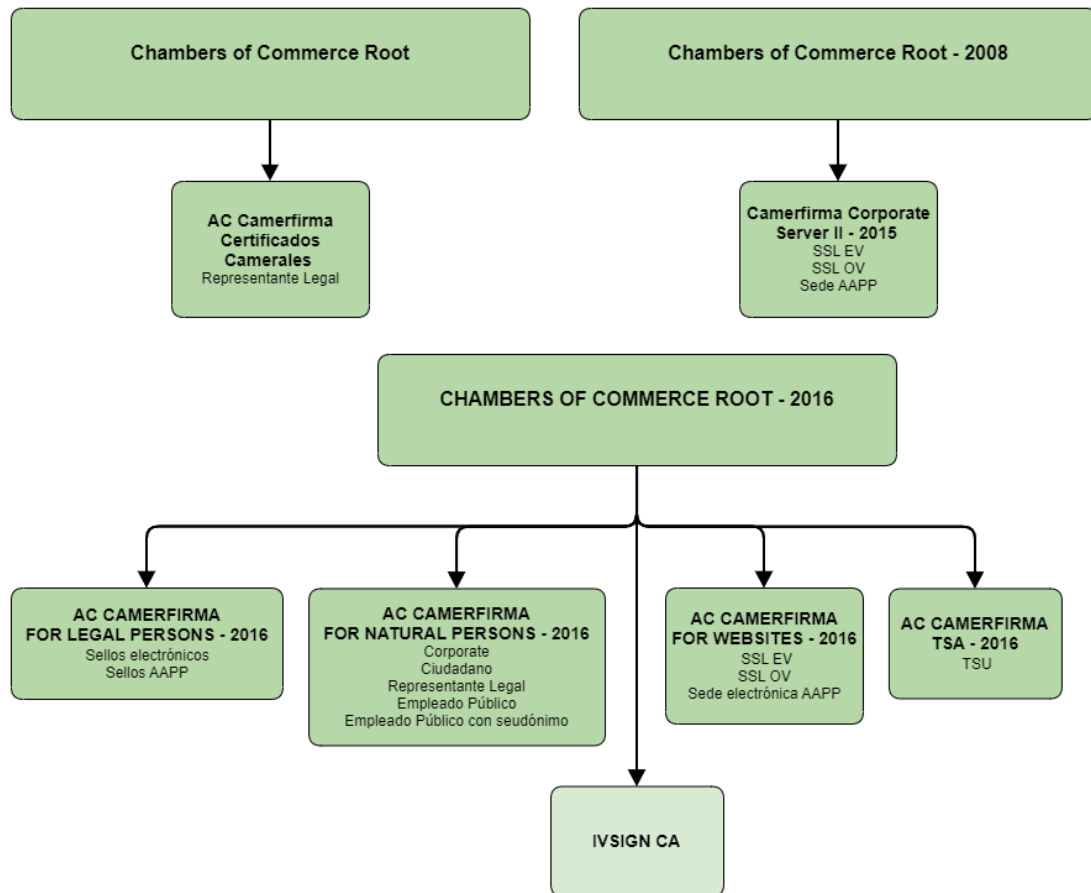 Chambers of Commerce Root
Chambers of Commerce Root - 2008
AC Camerfirma
Certificados
Camerales
Representante Legal
Camerfirma Corporate
Server II - 2015
SSL EV
SSL OV
Sede AAPP
CHAMBERS OF COMMERCE ROOT - 2016
AC CAMERFIRMA
FOR LEGAL PERSONS - 2016
Sellos electrónicos
Sellos AAPP
AC CAMERFIRMA
FOR NATURAL PERSONS - 2016
Corporate
Ciudadano
Representante Legal
Empleado Público
Empleado Público con seudónimo
AC CAMERFIRMA
FOR WEBSITES - 2016
SSL EV
SSL OV
Sede electrónica AAPP
AC CAMERFIRMA
TSA - 2016
TSU
IVSIGN CA